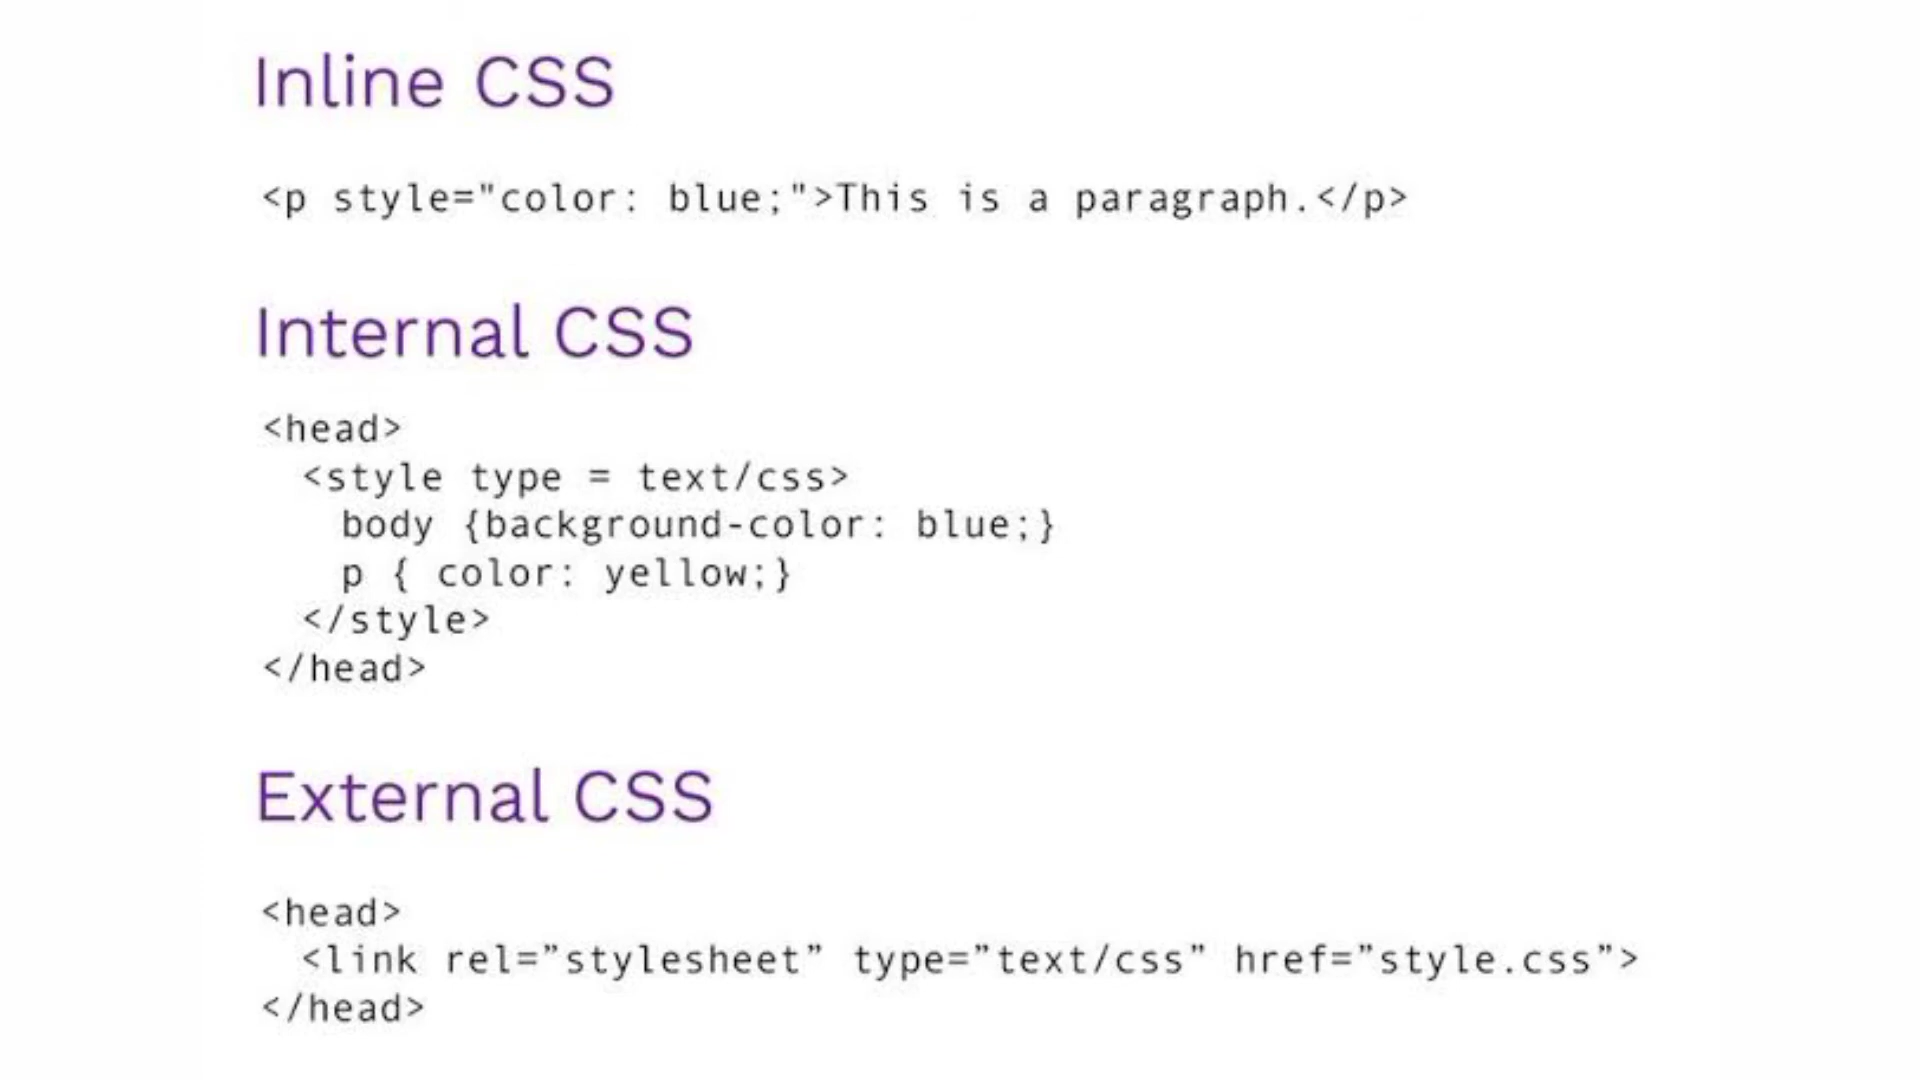 Inline CSS
<p style="color: blue;">This is a paragraph.</p>
Internal CSS
<head>
  <style type = text/css>
    body {background-color: blue;}
    p { color: yellow;}
  </style>
</head>
External CSS
<head>
  <link rel=”stylesheet” type=”text/css” href=”style.css”>
</head>